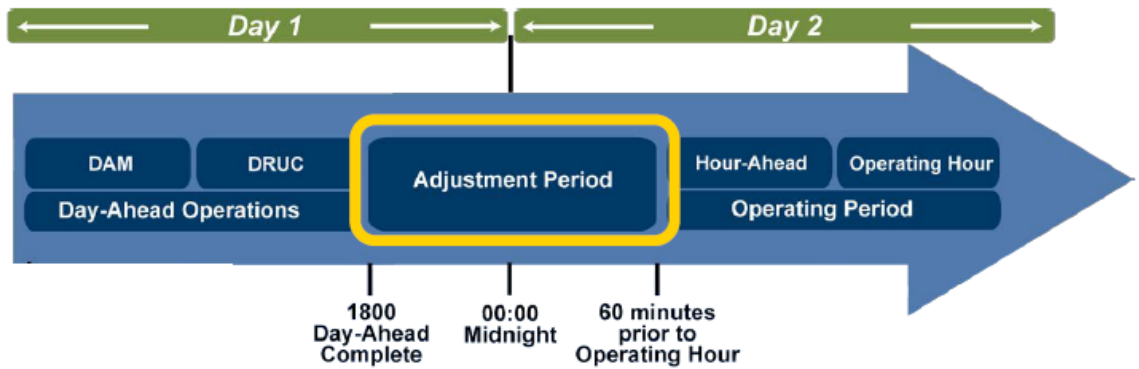 Day 1
Day 2
DAM
DRUC
Adjustment Period
Hour-Ahead
Operating Hour
Day-Ahead Operations
Operating Period
1800
Day-Ahead
Complete
00:00
Midnight
60 minutes
prior to
Operating Hour